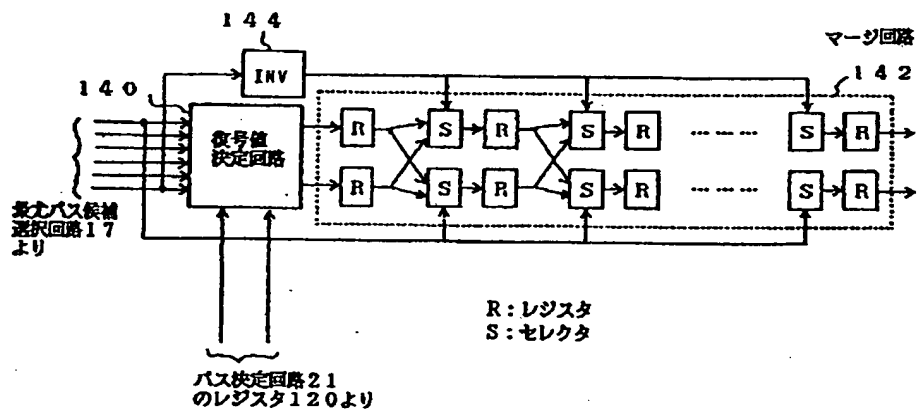 144
マージ回路
142
INV
140
復号値
決定回路
R S R S R ……… S R
R S R S R ……… S R
最尤パス候補
選択回路17
より
R:レジスタ
S:セレクタ
パス決定回路21
のレジスタ120より